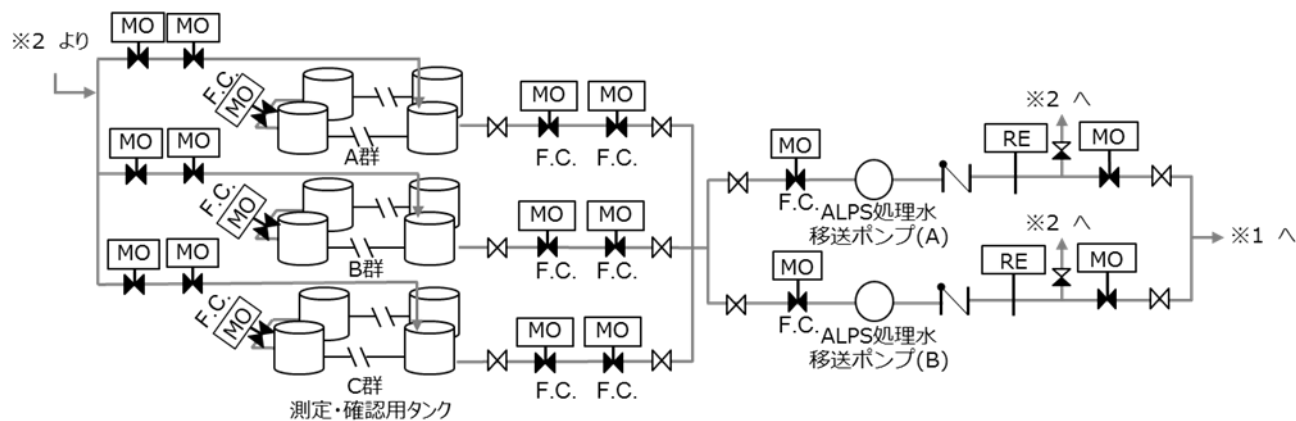 ※2 より
MO MO
F.C.
MO
A群
MO MO
F.C. F.C.
MO MO
F.C.
MO
B群
MO MO
F.C. F.C.
MO MO
F.C.
MO
C群
測定・確認用タンク
MO MO
F.C. F.C.
MO
F.C.
ALPS処理水
移送ポンプ(A)
RE
※2 へ
MO
MO
F.C.
ALPS処理水
移送ポンプ(B)
RE
※2 へ
MO
※1 へ